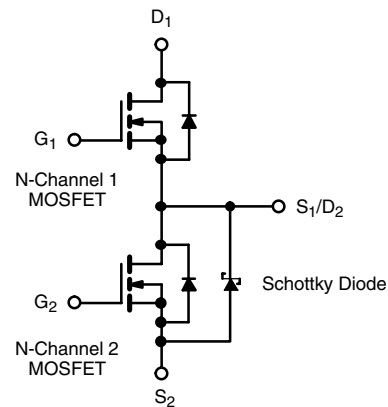 D1
G1
N-Channel 1
MOSFET
S1/D2
Schottky Diode
G2
N-Channel 2
MOSFET
S2